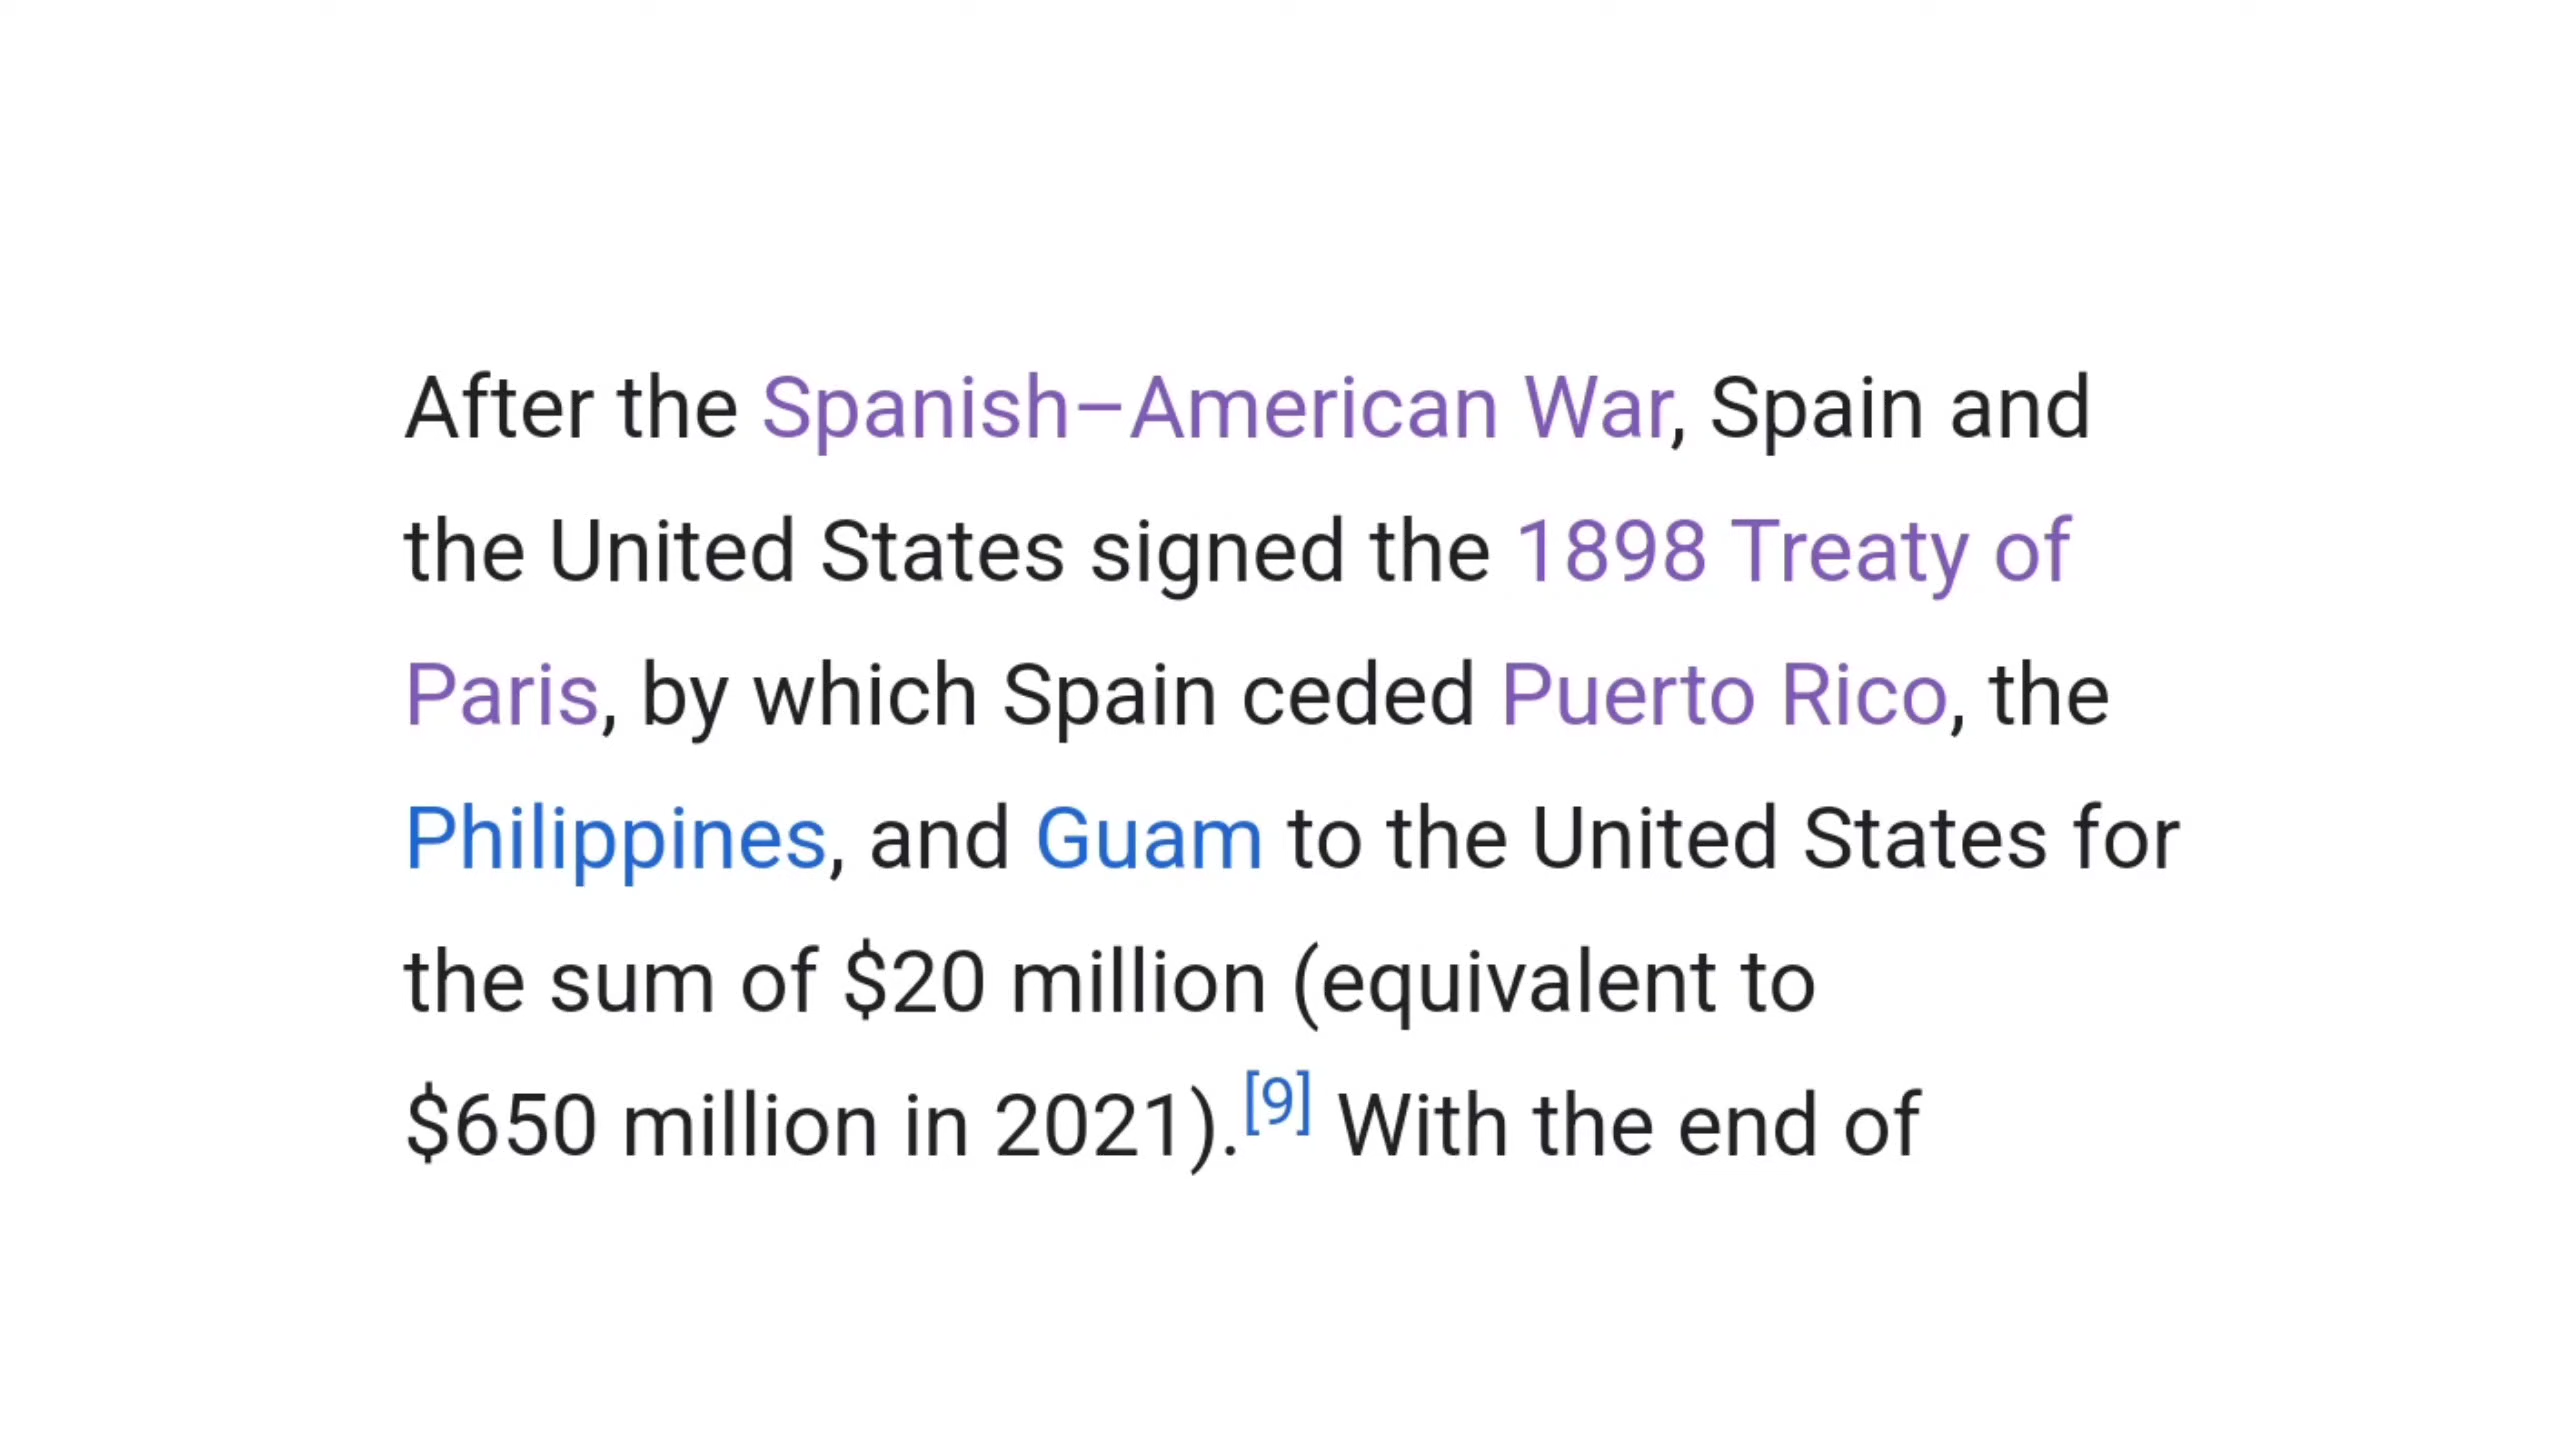 After the Spanish–American War, Spain and
the United States signed the 1898 Treaty of
Paris, by which Spain ceded Puerto Rico, the
Philippines, and Guam to the United States for
the sum of $20 million (equivalent to
$650 million in 2021).[9] With the end of